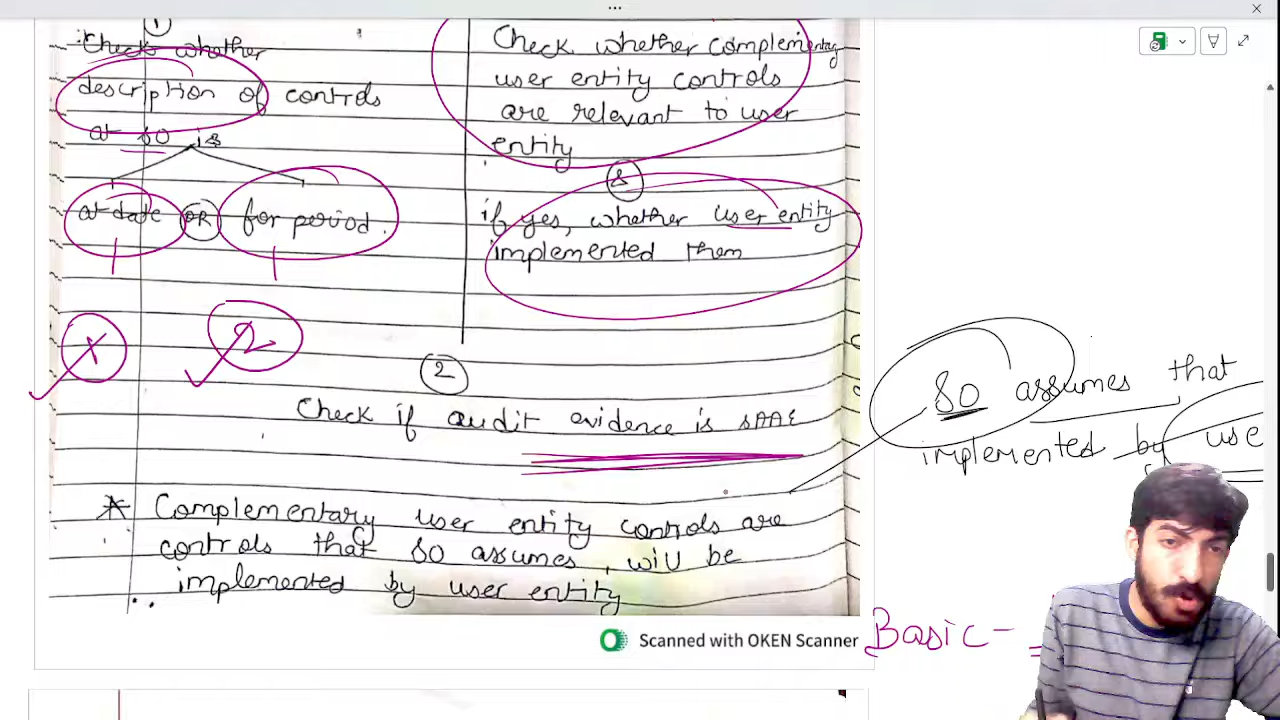 1
Check whether
description of controls
at SO is
at date OR for period.
1 2
Check whether complementary
user entity controls
are relevant to user
entity
&
if yes, whether user entity
implemented them
2
Check if audit evidence is SAAE
* Complementary user entity controls are
controls that SO assumes, will be
implemented by user entity
Scanned with OKEN Scanner
SO assumes that
implemented by use
Basic -